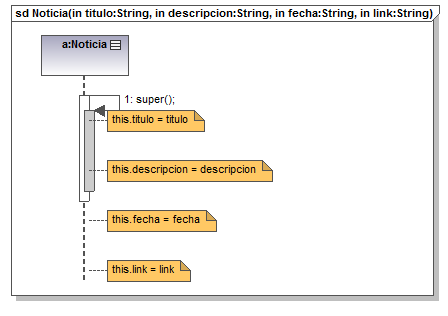 sd Noticia(in titulo:String, in descripcion:String, in fecha:String, in link:String)
a:Noticia
1: super();
this.titulo = titulo
this.descripcion = descripcion
this.fecha = fecha
this.link = link